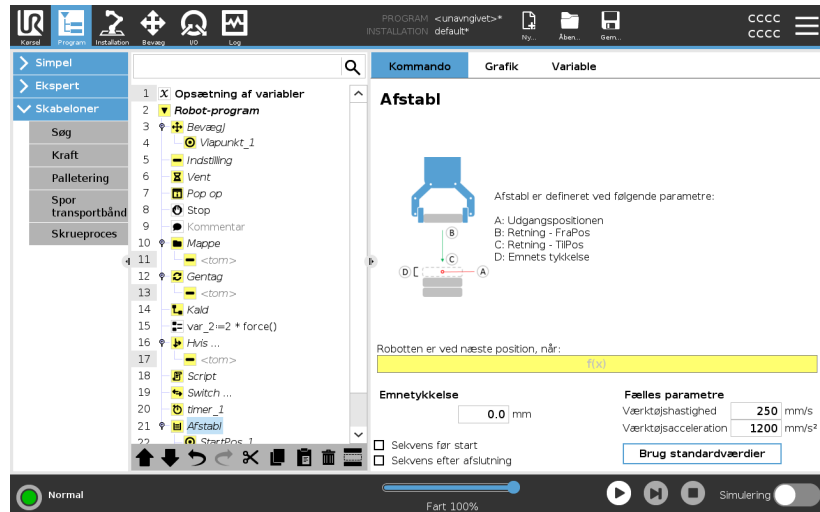 PROGRAM <unavngivet>*
INSTALLATION default*
Kørsel
Program
Installation
Bevæg
I/O
Log
Ny...
Åben...
Gem...
CCCC
CCCC
Simpel
Ekspert
Skabeloner
Søg
Kraft
Palletering
Spor
transportbånd
Skrueproces
1 X Opsætning af variabler
2 Robot-program
3 BevægJ
4 Viapunkt_1
5 Indstilling
6 Vent
7 Pop op
8 Stop
9 Kommentar
10 Mappe
11 <tom>
12 Gentag
13 <tom>
14 Kald
15 var_2:=2 * force()
16 Hvis ...
17 <tom>
18 Script
19 Switch ...
20 timer_1
21 Afstabl
22 StartPos_1
Kommando
Grafik
Variable
Afstabl
B
C
D
A
Afstabl er defineret ved følgende parametre:
A: Udgangspositionen
B: Retning - FraPos
C: Retning - TilPos
D: Emnets tykkelse
Robotten er ved næste position, når:
f(x)
Emnetykkelse
0.0 mm
Sekvens før start
Sekvens efter afslutning
Fælles parametre
Værktøjshastighed 250 mm/s
Værktøjsacceleration 1200 mm/s²
Brug standardværdier
Normal
Fart 100%
Simulering